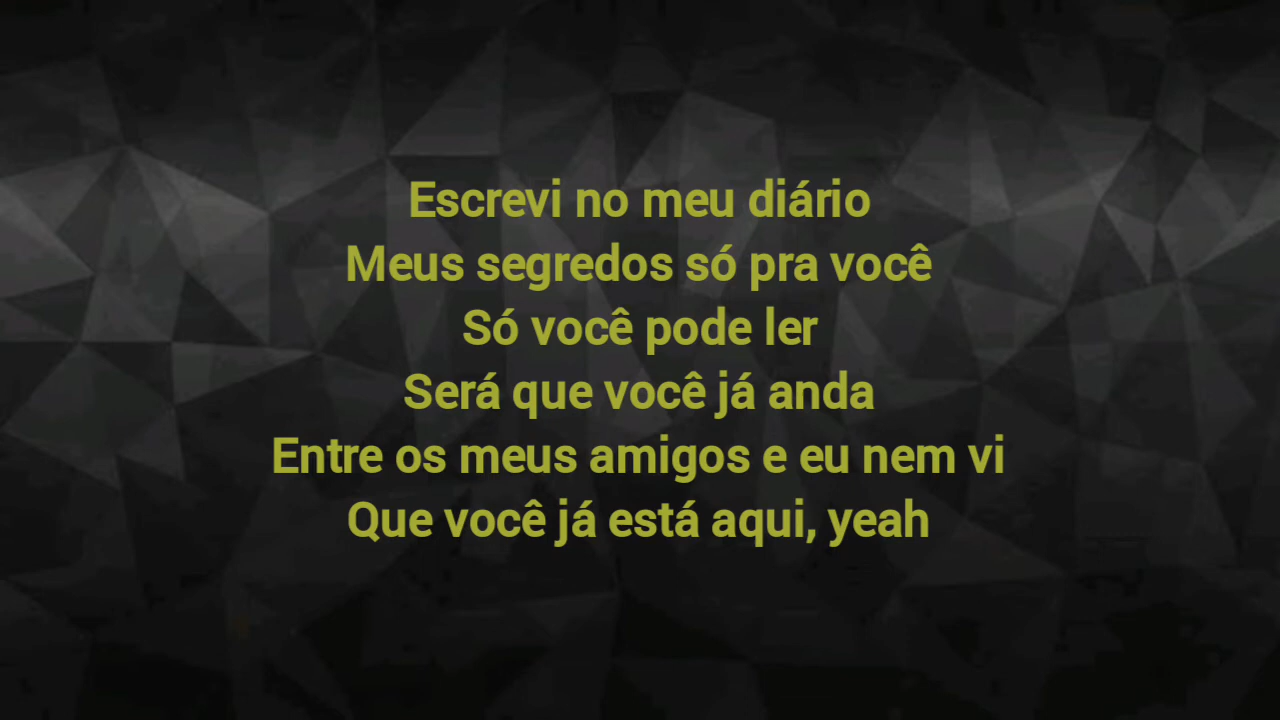 Escrevi no meu diário
Meus segredos só pra você
Só você pode ler
Será que você já anda
Entre os meus amigos e eu nem vi
Que você já está aqui, yeah